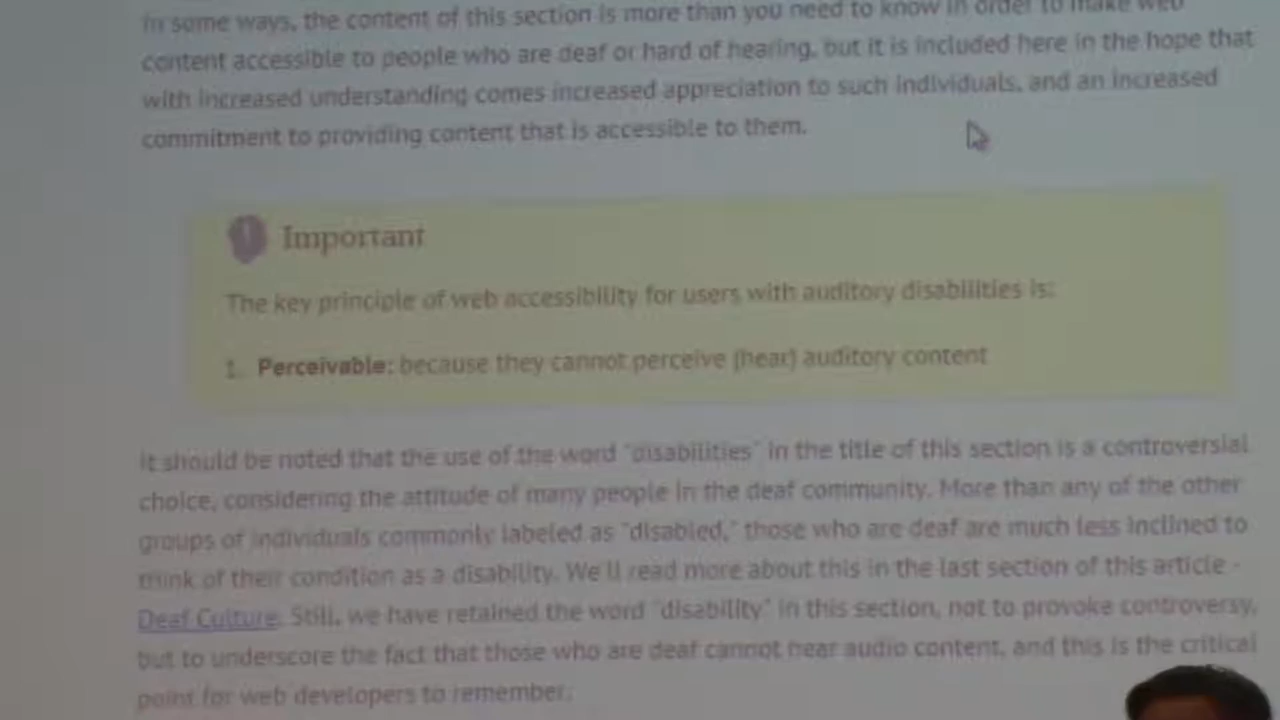 In some ways, the content of this section is more than you need to know in order to make web
content accessible to people who are deaf or hard of hearing, but it is included here in the hope that
with increased understanding comes increased appreciation to such individuals, and an increased
commitment to providing content that is accessible to them.
Important
The key principle of web accessibility for users with auditory disabilities is:
1. Perceivable: because they cannot perceive (hear) auditory content
It should be noted that the use of the word "disabilities" in the title of this section is a controversial
choice, considering the attitude of many people in the deaf community. More than any of the other
groups of individuals commonly labeled as "disabled," those who are deaf are much less inclined to
think of their condition as a disability. We'll read more about this in the last section of this article -
Deaf Culture. Still, we have retained the word "disability" in this section, not to provoke controversy,
but to underscore the fact that those who are deaf cannot hear audio content, and this is the critical
point for web developers to remember.